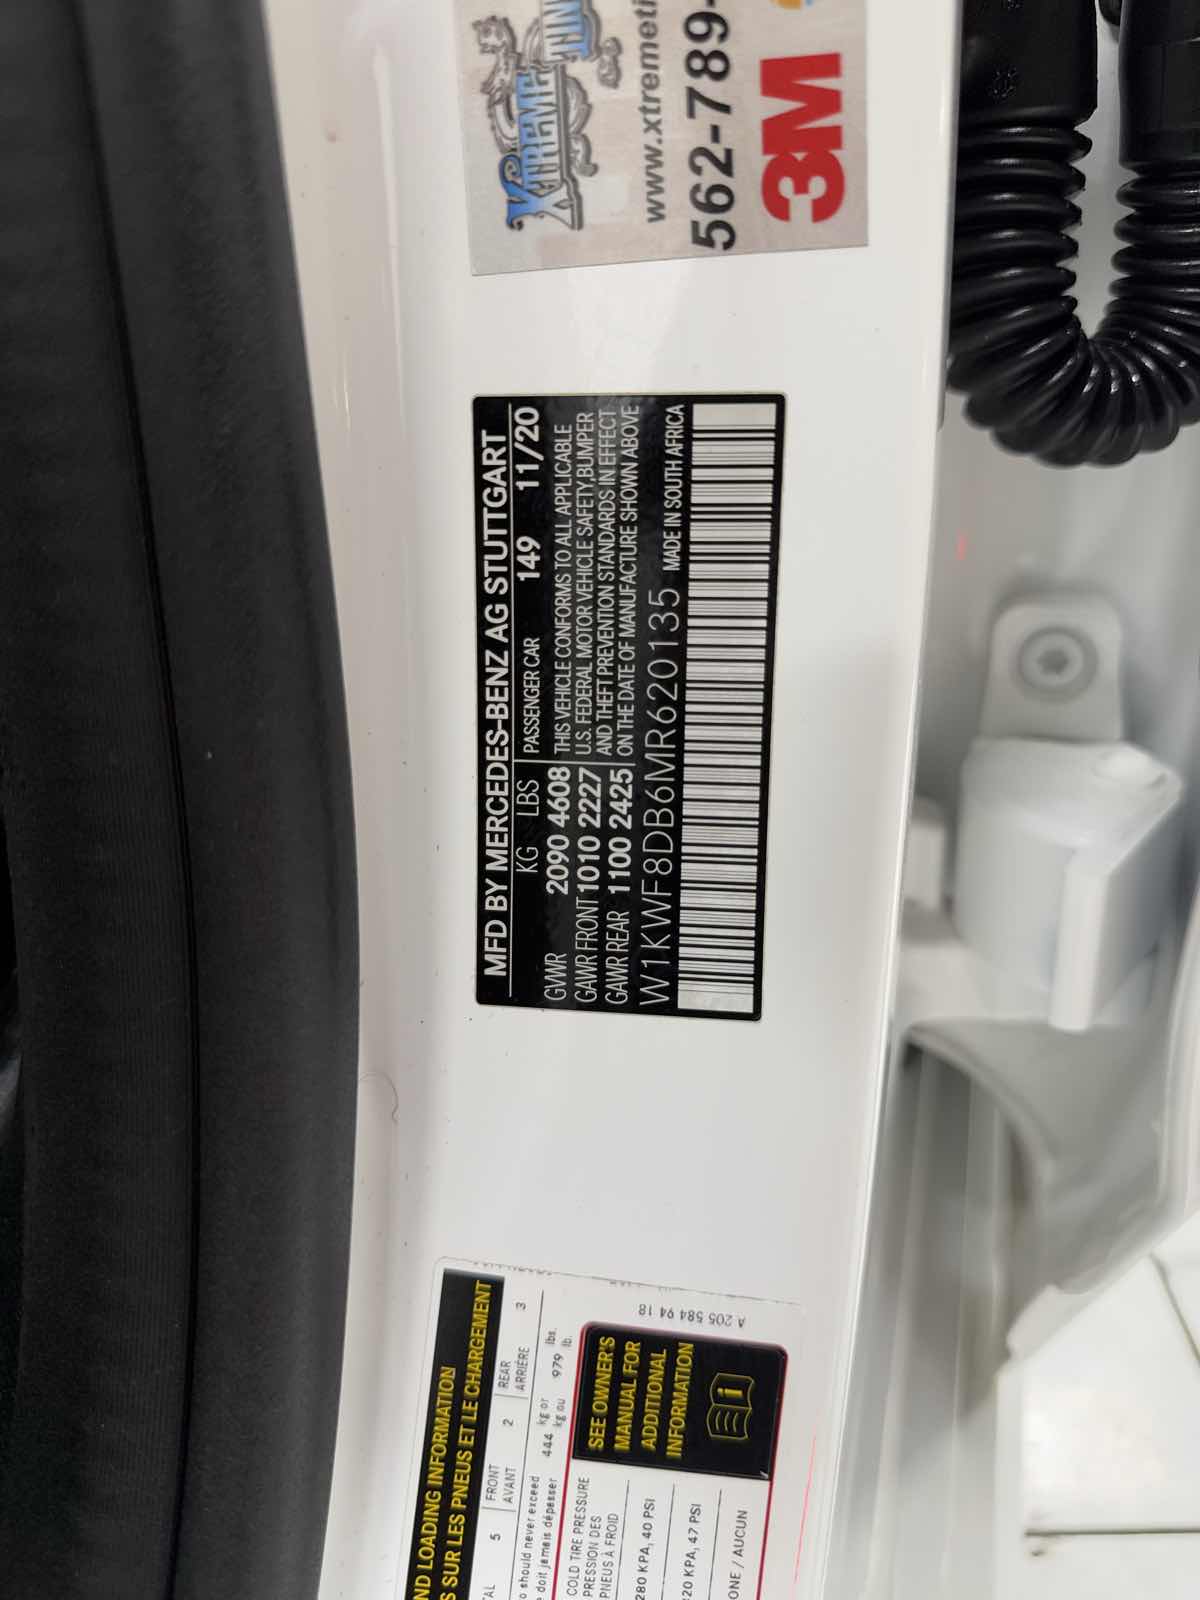 XTREME
www.xtremeti
562-789-
3M
MFD BY MERCEDES-BENZ AG STUTTGART
KG LBS PASSENGER CAR 149 11/20
GVWR 2090 4608 THIS VEHICLE CONFORMS TO ALL APPLICABLE
GAWR FRONT 1010 2227 U.S. FEDERAL MOTOR VEHICLE SAFETY,BUMPER
GAWR REAR 1100 2425 AND THEFT PREVENTION STANDARDS IN EFFECT
ON THE DATE OF MANUFACTURE SHOWN ABOVE
W1KWF8DB6MR620135 MADE IN SOUTH AFRICA
ND LOADING INFORMATION
S SUR LES PNEUS ET LE CHARGEMENT
TAL 5 FRONT 2 REAR 3
AVANT ARRIÈRE
o should never exceed 444 kg or 979 lbs.
e doit jamais dépasser kg ou lb.
COLD TIRE PRESSURE
PRESSION DES
PNEUS À FROID
280 KPA, 40 PSI
320 KPA, 47 PSI
ONE / AUCUN
SEE OWNER'S
MANUAL FOR
ADDITIONAL
INFORMATION
A 205 584 94 18